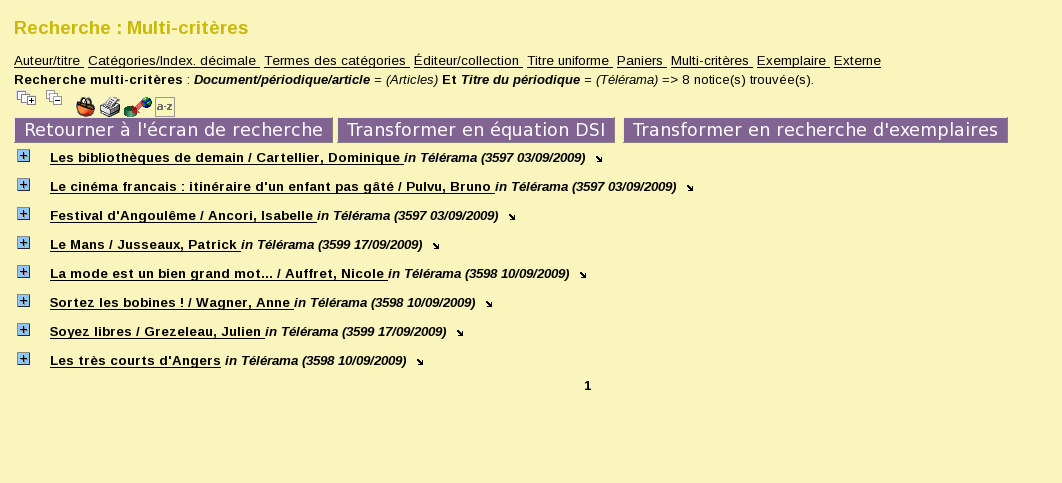 Recherche : Multi-critères
Auteur/titre Catégories/Index. décimale Termes des catégories Éditeur/collection Titre uniforme Paniers Multi-critères Exemplaire Externe
Recherche multi-critères : Document/périodique/article = (Articles) Et Titre du périodique = (Télérama) => 8 notice(s) trouvée(s).
a-z
Retourner à l'écran de recherche Transformer en équation DSI Transformer en recherche d'exemplaires
Les bibliothèques de demain / Cartellier, Dominique in Télérama (3597 03/09/2009)
Le cinéma francais : itinéraire d'un enfant pas gâté / Pulvu, Bruno in Télérama (3597 03/09/2009)
Festival d'Angoulême / Ancori, Isabelle in Télérama (3597 03/09/2009)
Le Mans / Jusseaux, Patrick in Télérama (3599 17/09/2009)
La mode est un bien grand mot... / Auffret, Nicole in Télérama (3598 10/09/2009)
Sortez les bobines ! / Wagner, Anne in Télérama (3598 10/09/2009)
Soyez libres / Grezeleau, Julien in Télérama (3599 17/09/2009)
Les très courts d'Angers in Télérama (3598 10/09/2009)
1